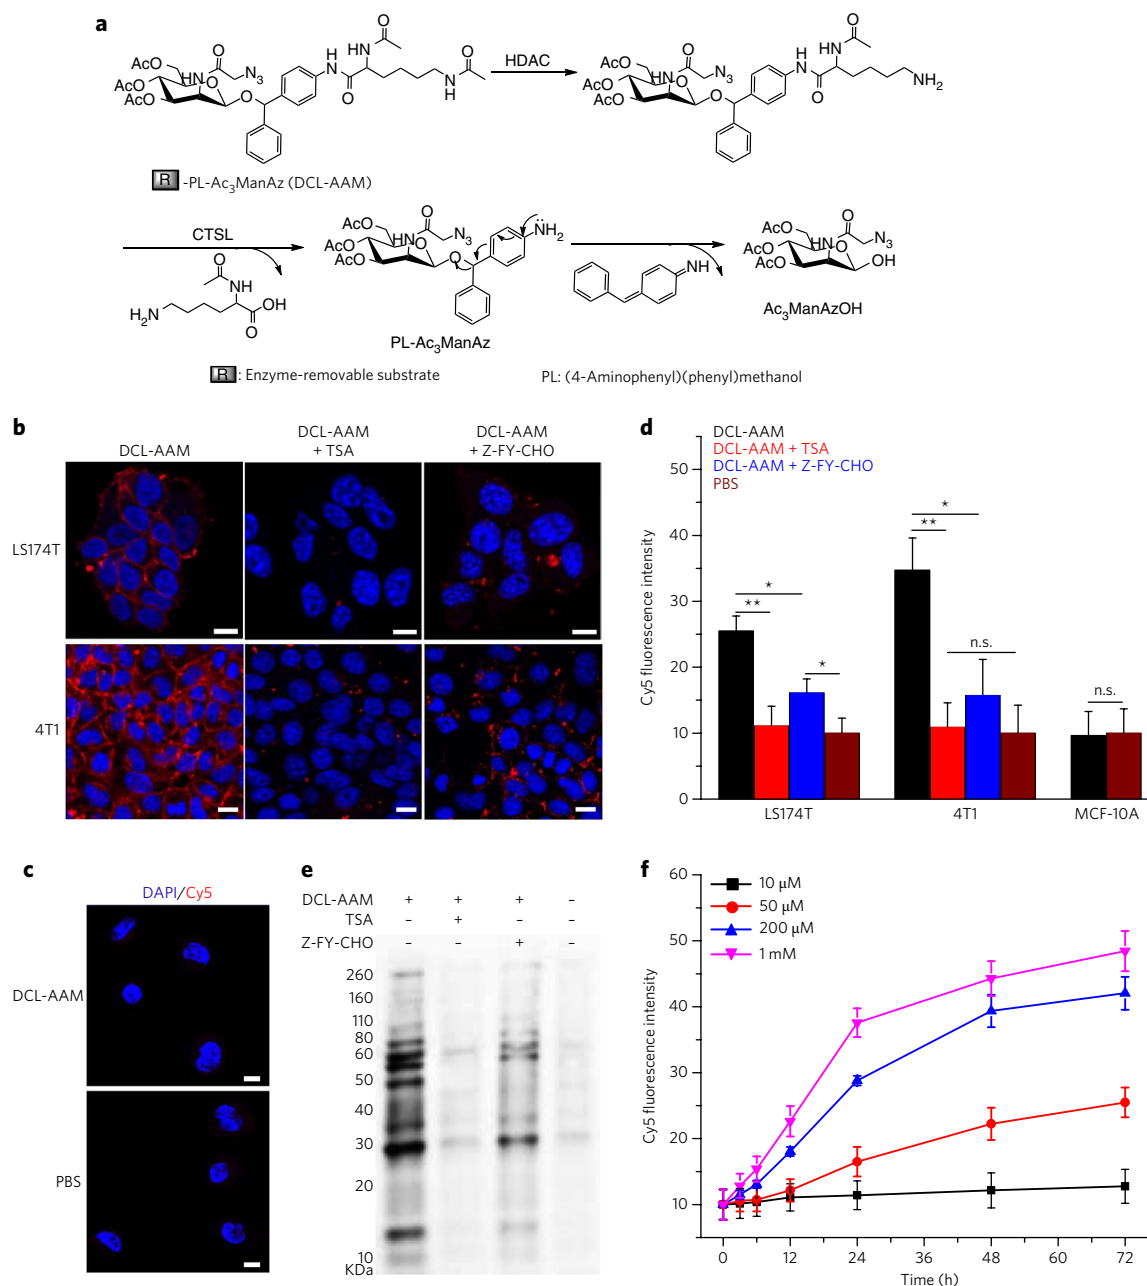 a
AcO
AcO
AcO
HN
O
N₃
O
O
H
N
O
HN
O
N
H
O
HDAC
AcO
AcO
AcO
HN
O
N₃
O
O
H
N
O
HN
O
NH₂
R -PL-Ac₃ManAz (DCL-AAM)
CTSL
O
HN
NH₂
OH
O
AcO
AcO
AcO
HN
O
N₃
O
O
NH₂
PL-Ac₃ManAz
NH
AcO
AcO
AcO
HN
O
N₃
O
OH
Ac₃ManAzOH
R : Enzyme-removable substrate
PL: (4-Aminophenyl)(phenyl)methanol
b
DCL-AAM
DCL-AAM + TSA
DCL-AAM + Z-FY-CHO
LS174T
4T1
c
DAPI/Cy5
DCL-AAM
PBS
d
DCL-AAM
DCL-AAM + TSA
DCL-AAM + Z-FY-CHO
PBS
Cy5 fluorescence intensity
50
40
30
20
10
0
*
**
*
*
**
n.s.
n.s.
LS174T 4T1 MCF-10A
e
DCL-AAM + + + –
TSA – + – –
Z-FY-CHO – – + –
260
160
110
80
60
50
40
30
20
10
KDa
f
10 µM
50 µM
200 µM
1 mM
Cy5 fluorescence intensity
60
50
40
30
20
10
0 12 24 36 48 60 72
Time (h)